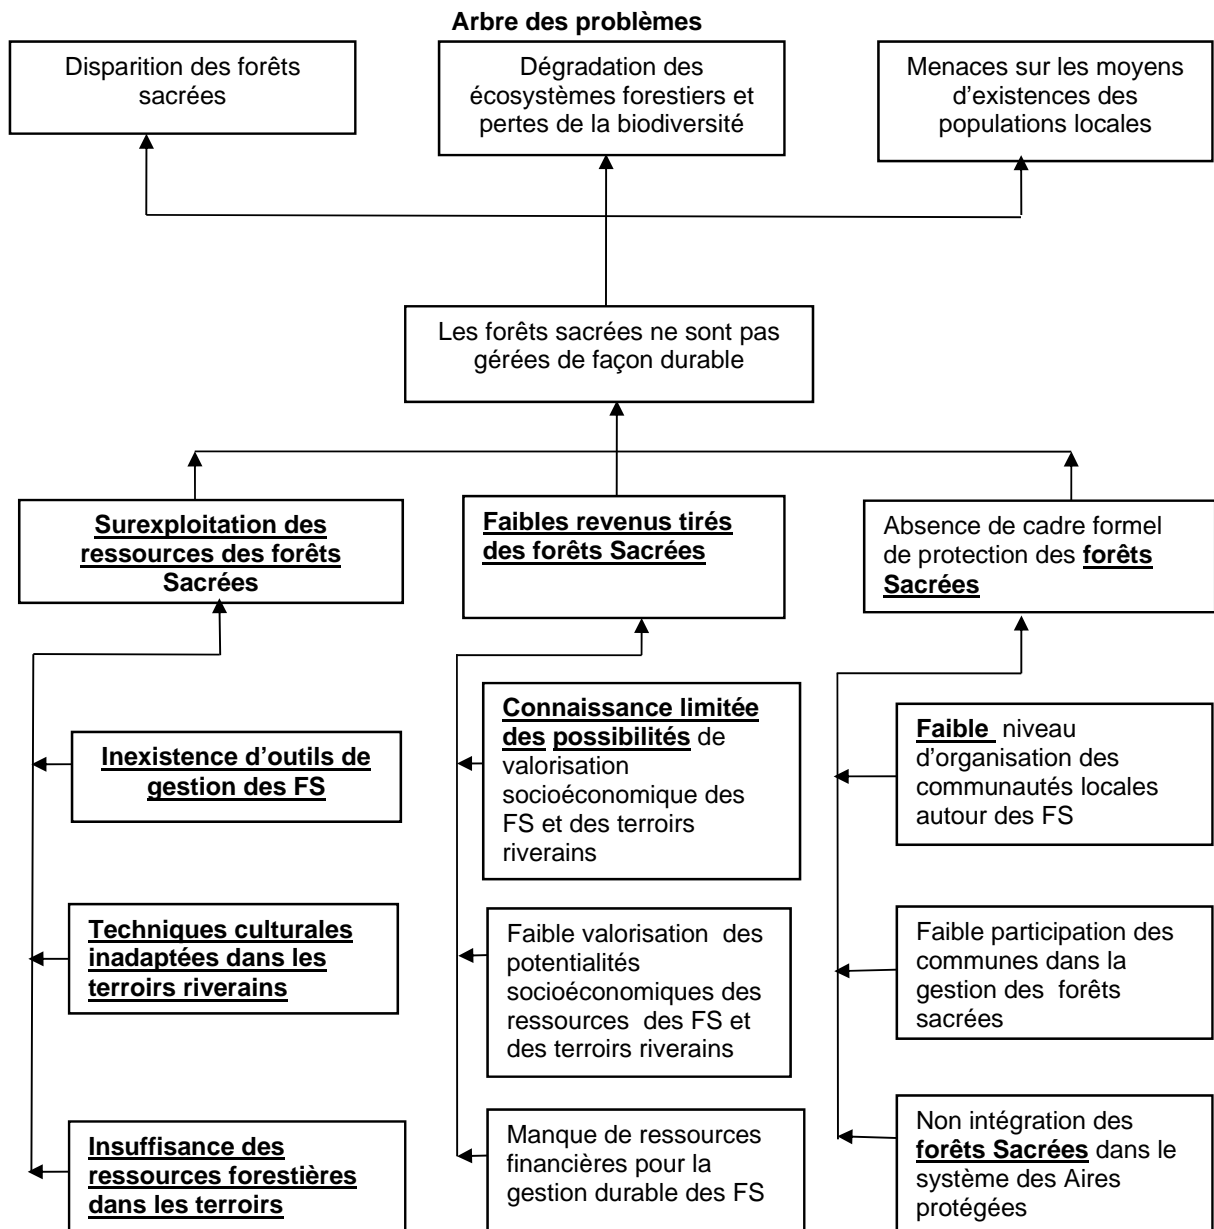 Arbre des problèmes
Disparition des forêts
sacrées
Dégradation des
écosystèmes forestiers et
pertes de la biodiversité
Menaces sur les moyens
d'existences des
populations locales
Les forêts sacrées ne sont pas
gérées de façon durable
Surexploitation des
ressources des forêts
Sacrées
Faibles revenus tirés
des forêts Sacrées
Absence de cadre formel
de protection des forêts
Sacrées
Inexistence d’outils de
gestion des FS
Techniques culturales
inadaptées dans les
terroirs riverains
Insuffisance des
ressources forestières
dans les terroirs
Connaissance limitée
des possibilités de
valorisation
socioéconomique des
FS et des terroirs
riverains
Faible valorisation des
potentialités
socioéconomiques des
ressources des FS et
des terroirs riverains
Manque de ressources
financières pour la
gestion durable des FS
Faible niveau
d’organisation des
communautés locales
autour des FS
Faible participation des
communes dans la
gestion des forêts
sacrées
Non intégration des
forêts Sacrées dans le
système des Aires
protégées